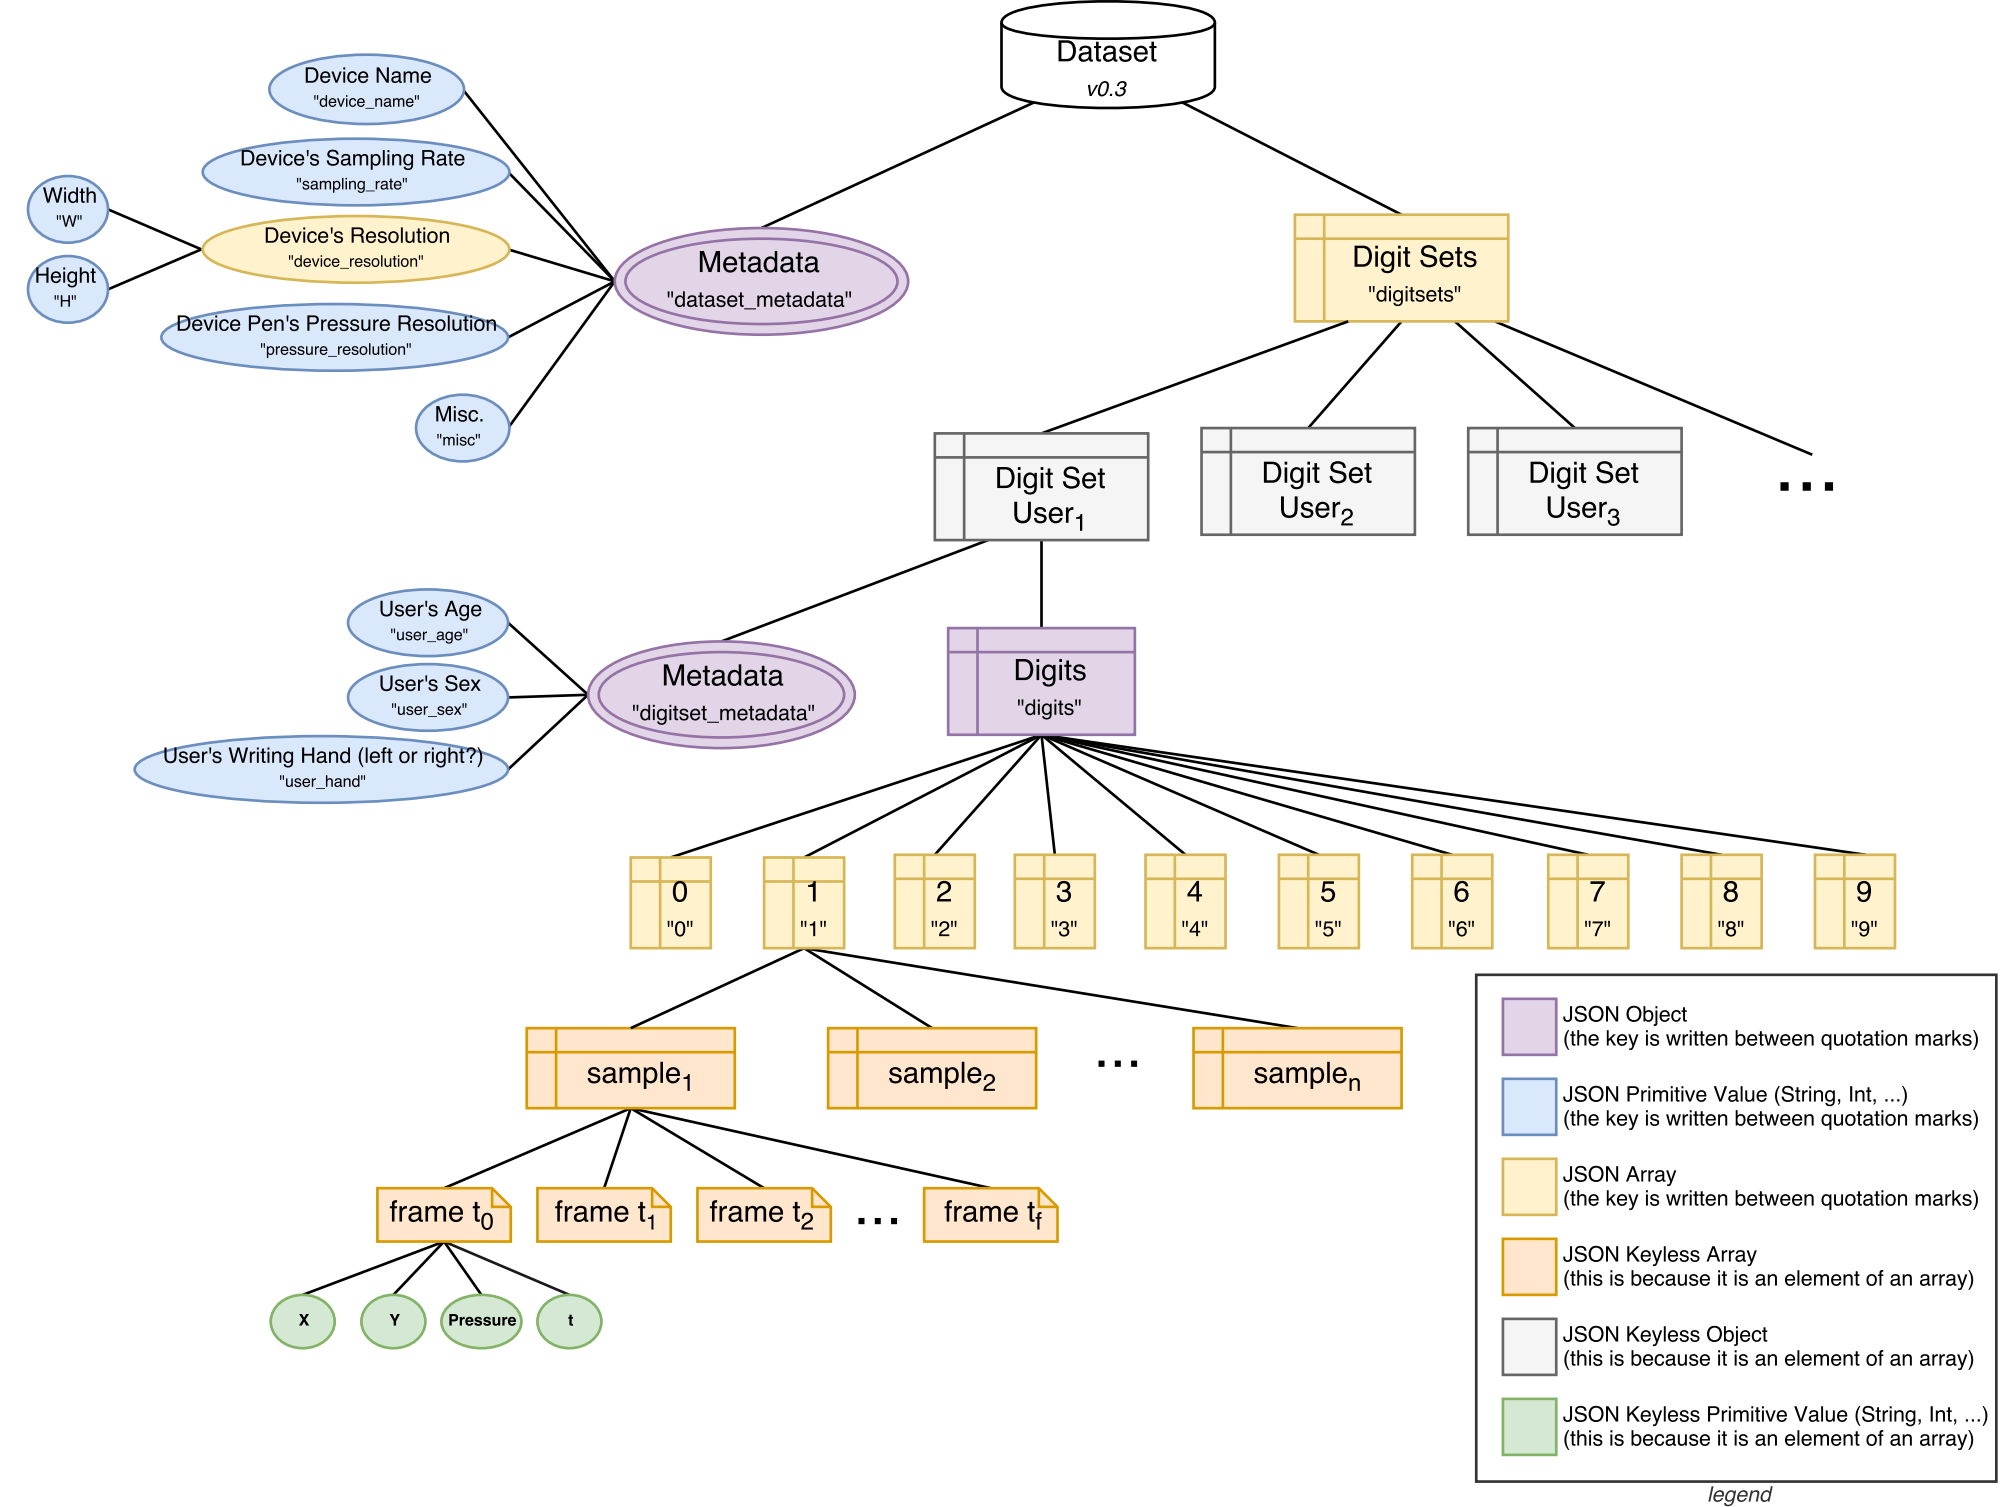 Dataset
v0.3
Device Name
"device_name"
Device's Sampling Rate
"sampling_rate"
Width
"W"
Device's Resolution
"device_resolution"
Height
"H"
Device Pen's Pressure Resolution
"pressure_resolution"
Misc.
"misc"
Metadata
"dataset_metadata"
Digit Sets
"digitsets"
Digit Set
User1
Digit Set
User2
Digit Set
User3
...
User's Age
"user_age"
User's Sex
"user_sex"
User's Writing Hand (left or right?)
"user_hand"
Metadata
"digitset_metadata"
Digits
"digits"
0
"0"
1
"1"
2
"2"
3
"3"
4
"4"
5
"5"
6
"6"
7
"7"
8
"8"
9
"9"
sample1
sample2
...
samplen
frame t0
frame t1
frame t2
...
frame tf
X
Y
Pressure
t
JSON Object
(the key is written between quotation marks)
JSON Primitive Value (String, Int, ...)
(the key is written between quotation marks)
JSON Array
(the key is written between quotation marks)
JSON Keyless Array
(this is because it is an element of an array)
JSON Keyless Object
(this is because it is an element of an array)
JSON Keyless Primitive Value (String, Int, ...)
(this is because it is an element of an array)
legend